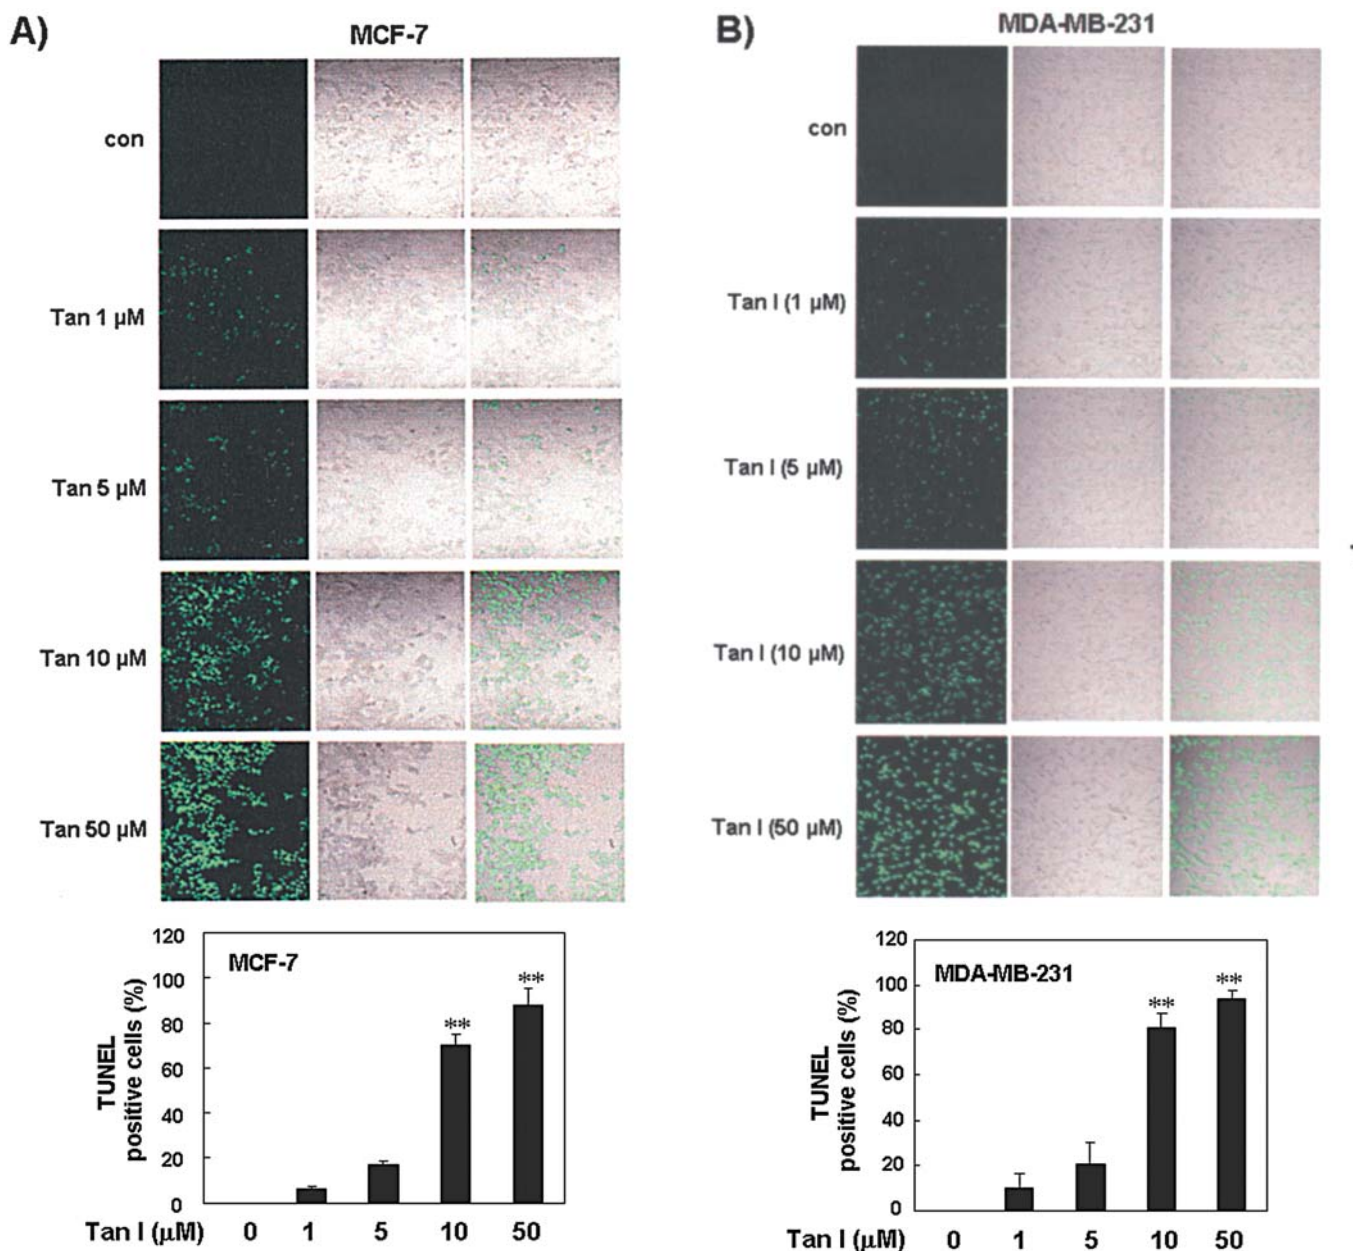 A)
MCF-7
con
Tan 1 µM
Tan 5 µM
Tan 10 µM
Tan 50 µM
120
100
80
60
40
20
0
TUNEL
positive cells (%)
MCF-7
**
**
Tan I (µM) 0 1 5 10 50
B)
MDA-MB-231
con
Tan I (1 µM)
Tan I (5 µM)
Tan I (10 µM)
Tan I (50 µM)
120
100
80
60
40
20
0
TUNEL
positive cells (%)
MDA-MB-231
**
**
Tan I (µM) 0 1 5 10 50